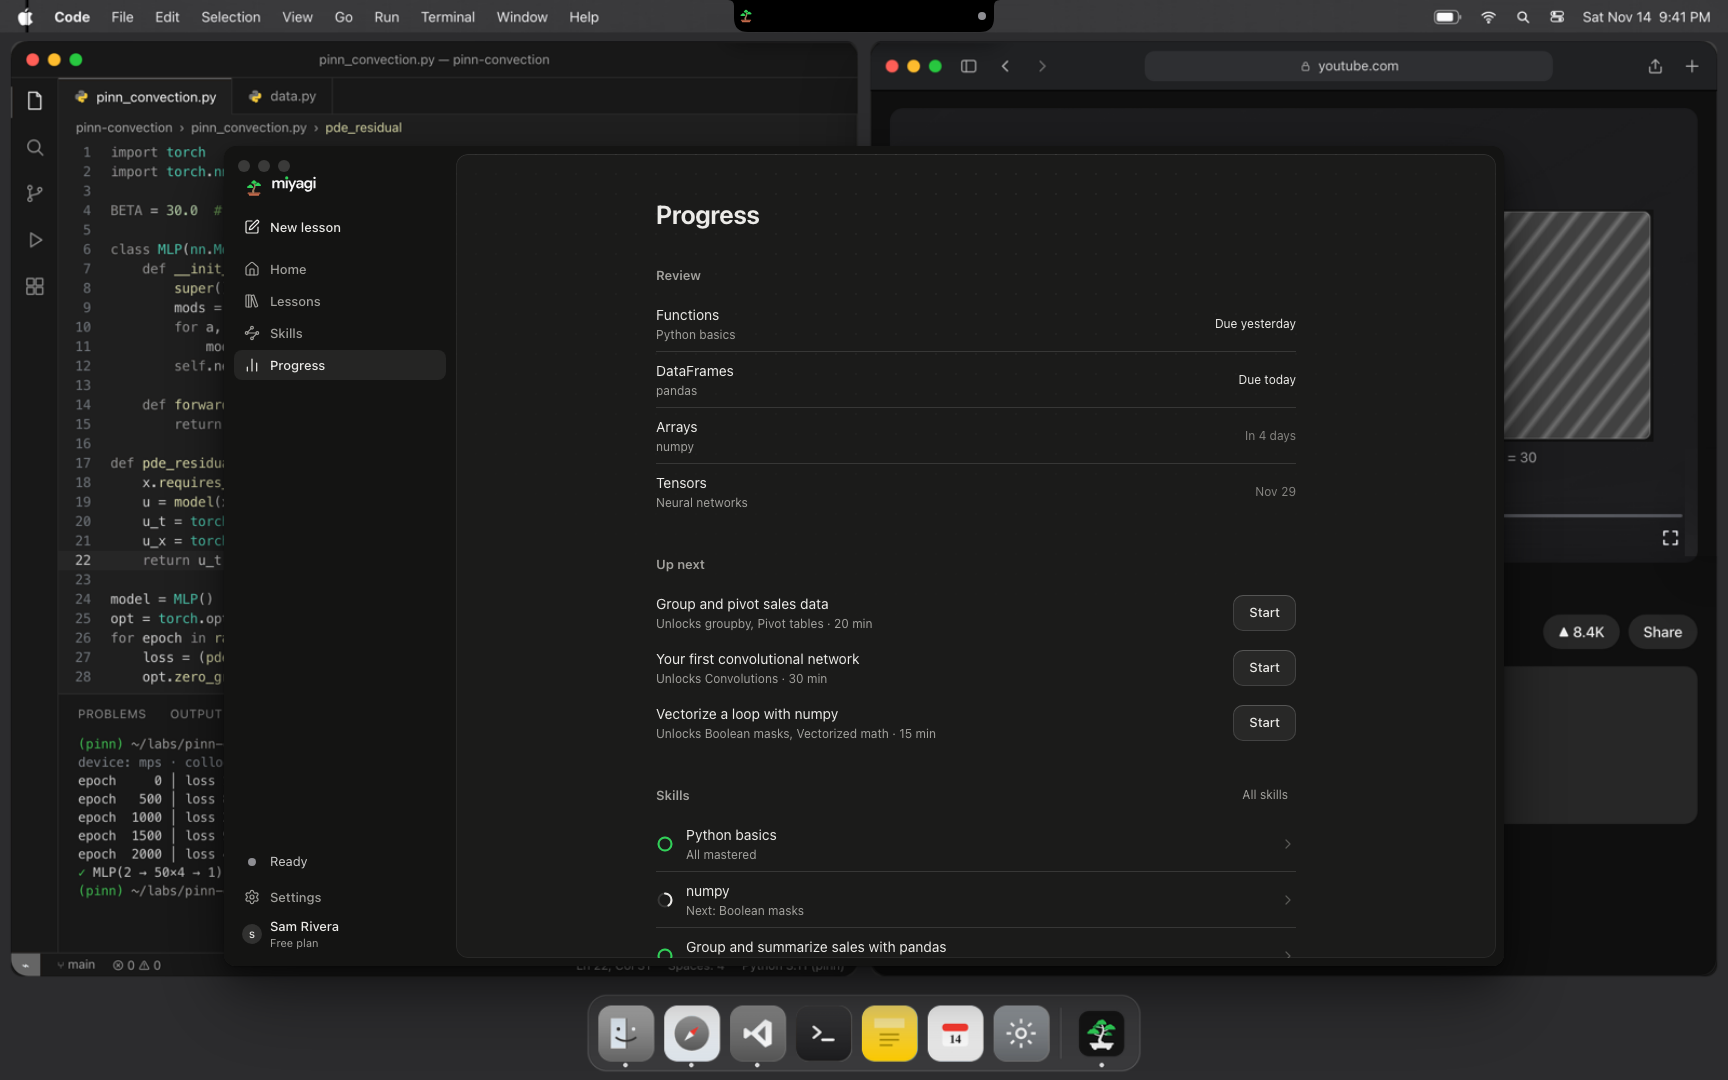 Code File Edit Selection View Go Run Terminal Window Help
Sat Nov 14 9:41 PM
pinn_convection.py — pinn-convection
pinn_convection.py
data.py
pinn-convection › pinn_convection.py › pde_residual
1 import torch
2 import torch.n
3
4 BETA = 30.0 #
5
6 class MLP(nn.M
7 def __init_
8 super(
9 mods =
10 for a,
11 mo
12 self.n
13
14 def forwar
15 return
16
17 def pde_residu
18 x.requires_
19 u = model(
20 u_t = torc
21 u_x = torc
22 return u_t
23
24 model = MLP()
25 opt = torch.op
26 for epoch in r
27 loss = (pd
28 opt.zero_g
PROBLEMS OUTPUT
(pinn) ~/labs/pinn-
device: mps · collo
epoch 0 | loss
epoch 500 | loss
epoch 1000 | loss
epoch 1500 | loss
epoch 2000 | loss
✓ MLP(2 → 50×4 → 1)
(pinn) ~/labs/pinn-
main 0 0
miyagi
New lesson
Home
Lessons
Skills
Progress
Ready
Settings
S
Sam Rivera
Free plan
Progress
Review
Functions
Python basics
Due yesterday
DataFrames
pandas
Due today
Arrays
numpy
In 4 days
Tensors
Neural networks
Nov 29
Up next
Group and pivot sales data
Unlocks groupby, Pivot tables · 20 min
Start
Your first convolutional network
Unlocks Convolutions · 30 min
Start
Vectorize a loop with numpy
Unlocks Boolean masks, Vectorized math · 15 min
Start
Skills
All skills
Python basics
All mastered
numpy
Next: Boolean masks
Group and summarize sales with pandas
youtube.com
= 30
8.4K
Share
14